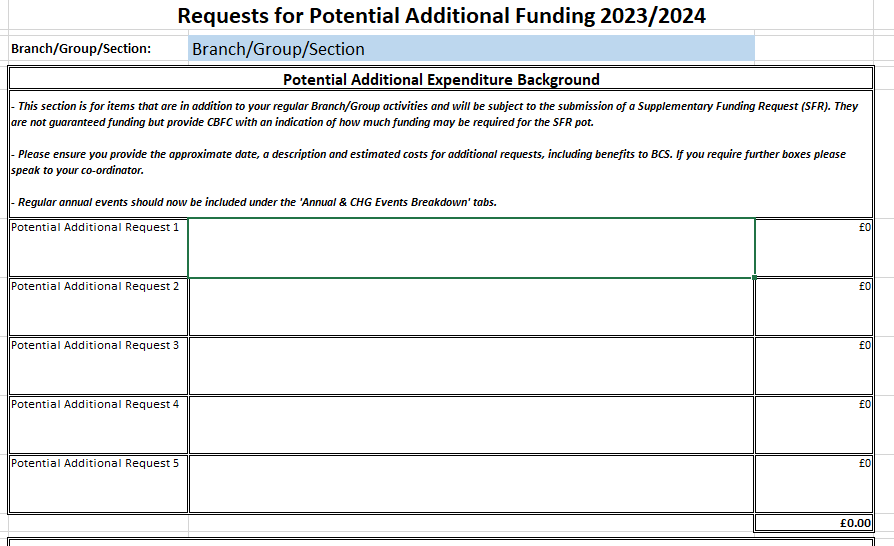 Requests for Potential Additional Funding 2023/2024
Branch/Group/Section: Branch/Group/Section
Potential Additional Expenditure Background
- This section is for items that are in addition to your regular Branch/Group activities and will be subject to the submission of a Supplementary Funding Request (SFR). They
are not guaranteed funding but provide CBFC with an indication of how much funding may be required for the SFR pot.
- Please ensure you provide the approximate date, a description and estimated costs for additional requests, including benefits to BCS. If you require further boxes please
speak to your co-ordinator.
- Regular annual events should now be included under the 'Annual & CHG Events Breakdown' tabs.
Potential Additional Request 1 £0
Potential Additional Request 2 £0
Potential Additional Request 3 £0
Potential Additional Request 4 £0
Potential Additional Request 5 £0
£0.00